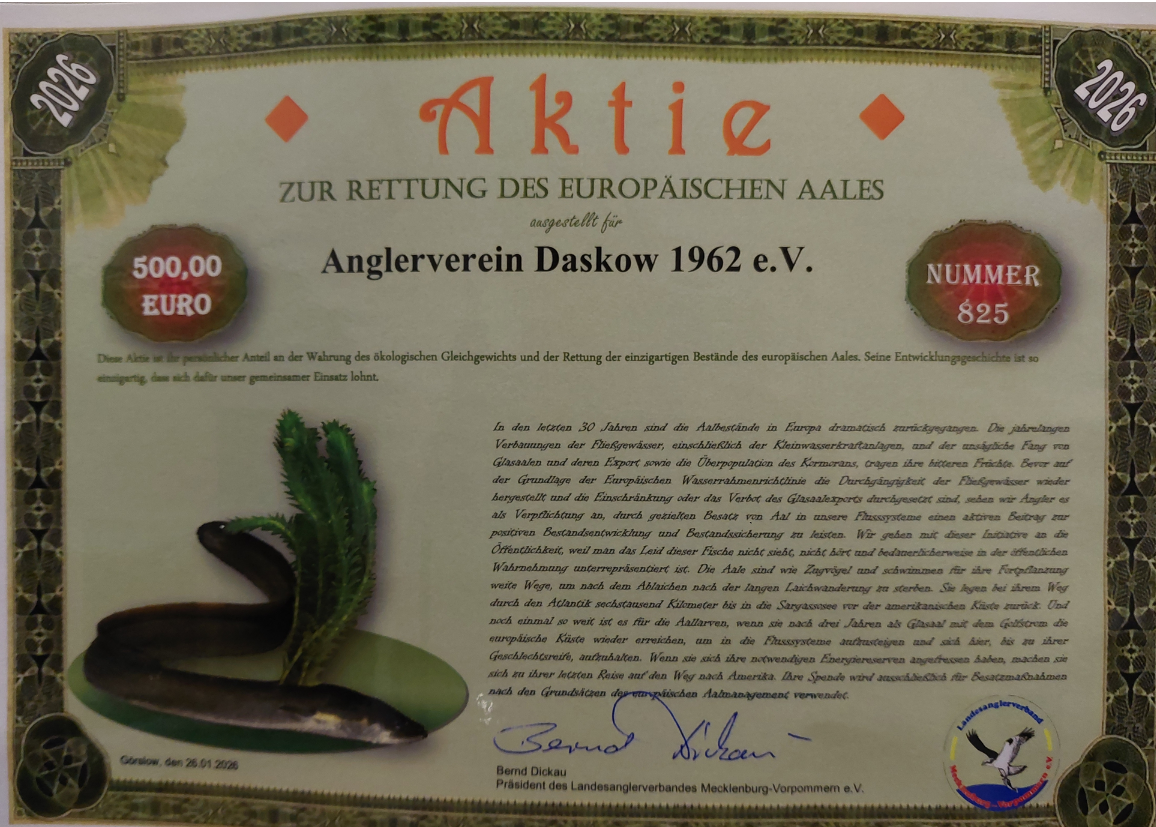 2026
2026
Aktie
ZUR RETTUNG DES EUROPÄISCHEN AALES
ausgestellt für
Anglerverein Daskow 1962 e.V.
500,00
EURO
NUMMER
825
Diese Aktie ist ihr persönlicher Anteil an der Wahrung des ökologischen Gleichgewichts und der Rettung der einzigartigen Bestände des europäischen Aales. Seine Entwicklungsgeschichte ist so
einzigartig, dass sich dafür unser gemeinsamer Einsatz lohnt.
In den letzten 30 Jahren sind die Aalbestände in Europa dramatisch zurückgegangen. Die jahrelangen
Verbauungen der Fließgewässer, einschließlich der Kleinwasserkraftanlagen, und der unsägliche Fang von
Glasaalen und deren Export sowie die Überpopulation des Kormorans, tragen ihre bitteren Früchte. Bevor auf
der Grundlage der Europäischen Wasserrahmenrichtlinie die Durchgängigkeit der Fließgewässer wieder
hergestellt und die Einschränkung oder das Verbot des Glasaalexports durchgesetzt sind, sehen wir Angler es
als Verpflichtung an, durch gezielten Besatz von Aal in unsere Flusssysteme einen aktiven Beitrag zur
positiven Bestandsentwicklung und Bestandssicherung zu leisten. Wir gehen mit dieser Initiative an die
Öffentlichkeit, weil man das Leid dieser Fische nicht sieht, nicht hört und bedauerlicherweise in der öffentlichen
Wahrnehmung unterrepräsentiert ist. Die Aale sind wie Zugvögel und schwimmen für ihre Fortpflanzung
weite Wege, um nach dem Ablaichen nach der langen Laichwanderung zu sterben. Sie legen bei ihrem Weg
durch den Atlantik sechstausend Kilometer bis in die Sargassosee vor der amerikanischen Küste zurück. Und
noch einmal so weit ist es für die Aallarven, wenn sie nach drei Jahren als Glasaal mit dem Golfstrom die
europäische Küste wieder erreichen, um in die Flusssysteme aufzusteigen und sich hier, bis zu ihrer
Geschlechtsreife, aufzuhalten. Wenn sie sich ihre notwendigen Energiereserven angefressen haben, machen sie
sich zu ihrer letzten Reise auf den Weg nach Amerika. Ihre Spende wird ausschließlich für Besatzmaßnahmen
nach den Grundsätzen des europäischen Aalmanagement verwendet.
Bernd Dickau
Görslow, den 26.01.2026
Bernd Dickau
Präsident des Landesanglerverbandes Mecklenburg-Vorpommern e.V.
Landesanglerverband
Mecklenburg-Vorpommern e.V.